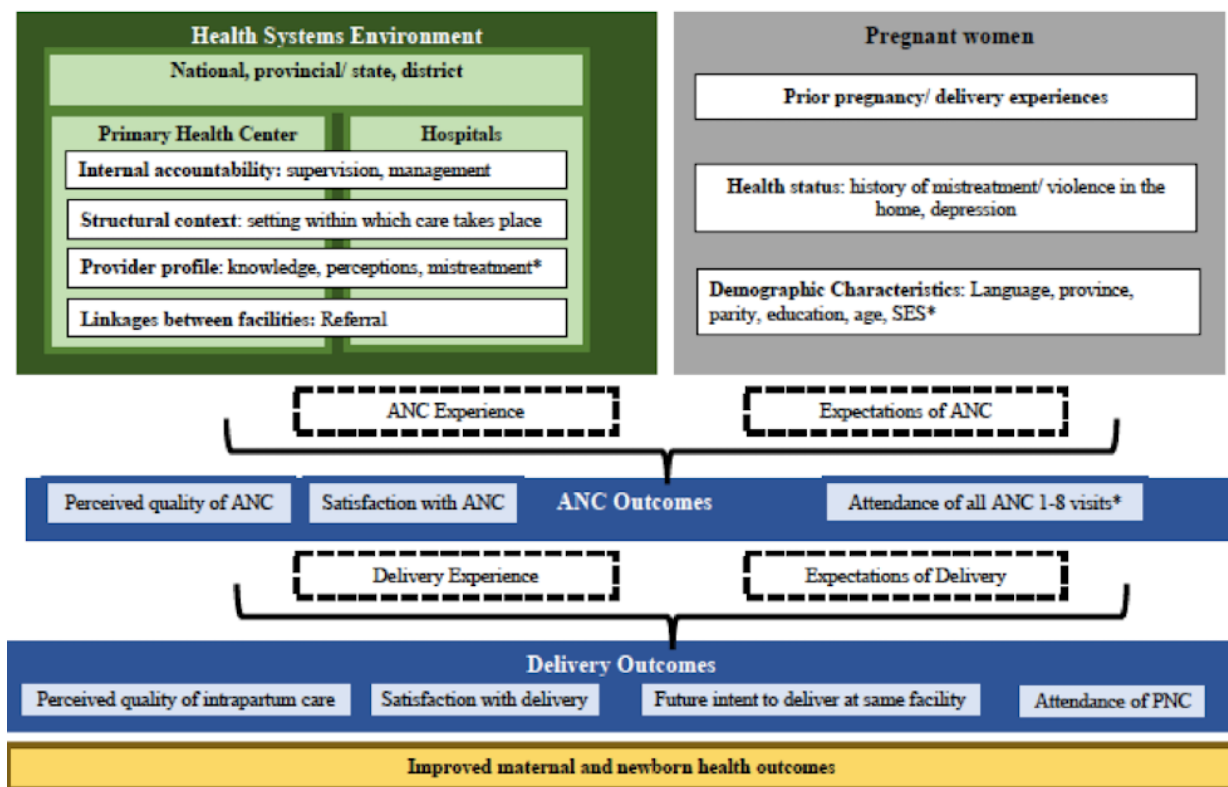 Health Systems Environment
National, provincial/ state, district
Primary Health Center
Hospitals
Internal accountability: supervision, management
Structural context: setting within which care takes place
Provider profile: knowledge, perceptions, mistreatment*
Linkages between facilities: Referral
Pregnant women
Prior pregnancy/ delivery experiences
Health status: history of mistreatment/ violence in the
home, depression
Demographic Characteristics: Language, province,
parity, education, age, SES*
ANC Experience
Expectations of ANC
Perceived quality of ANC
Satisfaction with ANC
ANC Outcomes
Attendance of all ANC 1-8 visits*
Delivery Experience
Expectations of Delivery
Delivery Outcomes
Perceived quality of intrapartum care
Satisfaction with delivery
Future intent to deliver at same facility
Attendance of PNC
Improved maternal and newborn health outcomes